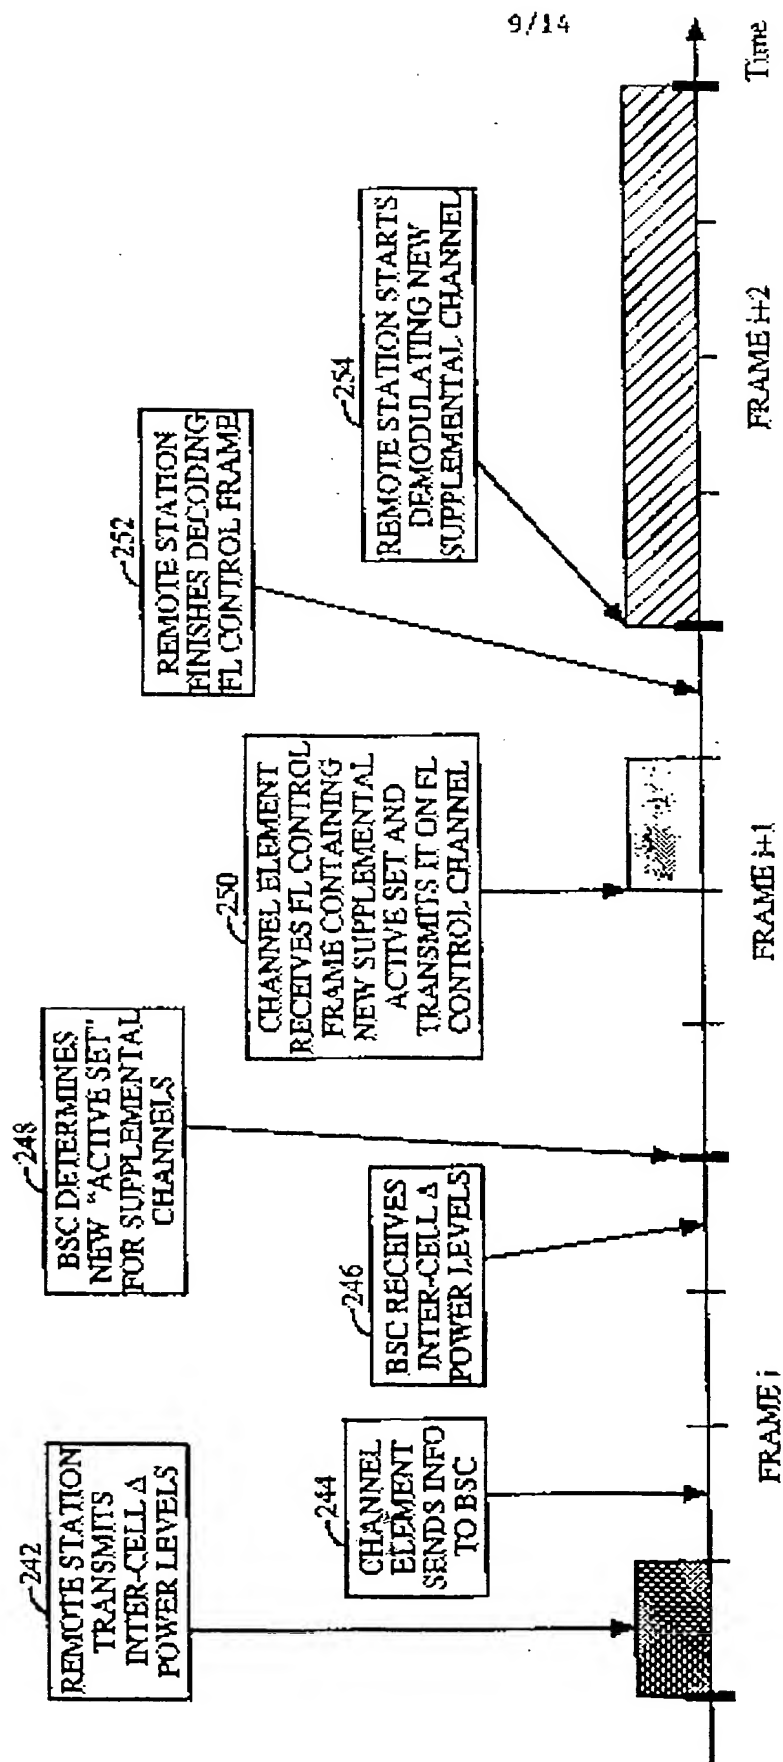 9/14
242
REMOTE STATION
TRANSMITS
INTER-CELL Δ
POWER LEVELS
244
CHANNEL
ELEMENT
SENDS INFO
TO BSC
246
BSC RECEIVES
INTER-CELL Δ
POWER LEVELS
248
BSC DETERMINES
NEW "ACTIVE SET"
FOR SUPPLEMENTAL
CHANNELS
250
CHANNEL ELEMENT
RECEIVES FL CONTROL
FRAME CONTAINING
NEW SUPPLEMENTAL
ACTIVE SET AND
TRANSMITS IT ON FL
CONTROL CHANNEL
252
REMOTE STATION
FINISHES DECODING
FL CONTROL FRAME
254
REMOTE STATION STARTS
DEMODULATING NEW
SUPPLEMENTAL CHANNEL
FRAME i
FRAME i+1
FRAME i+2
Time